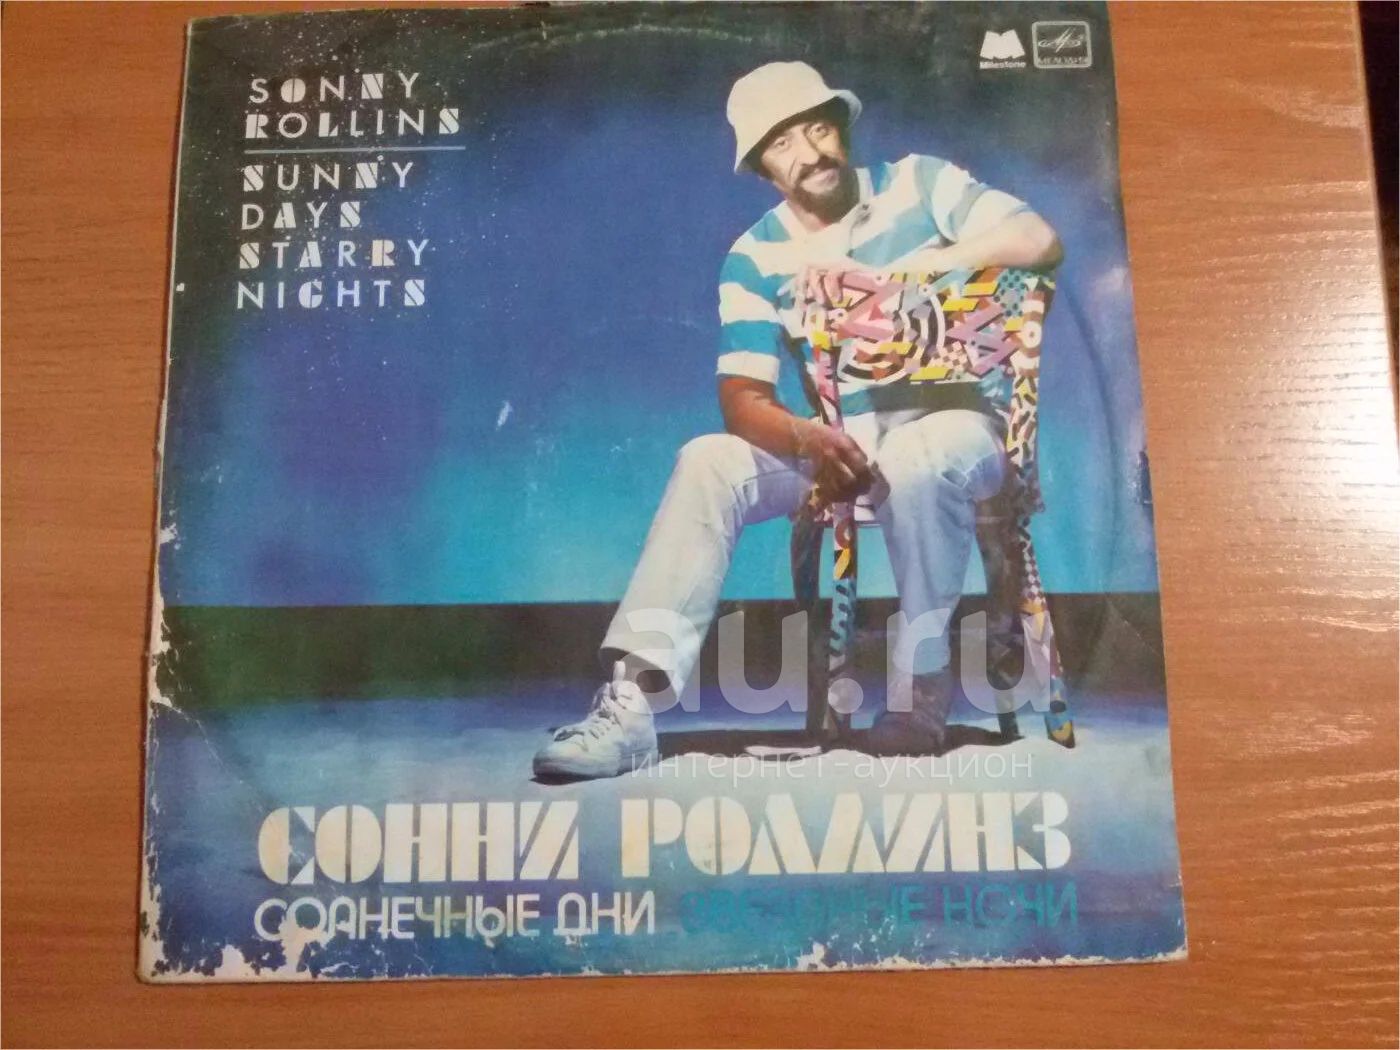 SONNY
ROLLINS
SUNNY
DAYS
STARRY
NIGHTS
Milestone
МЕЛОДИЯ
au.ru
интернет-аукцион
СОННИ РОЛЛИНЗ
СОЛНЕЧНЫЕ ДНИ ЗВЕЗДНЫЕ НОЧИ